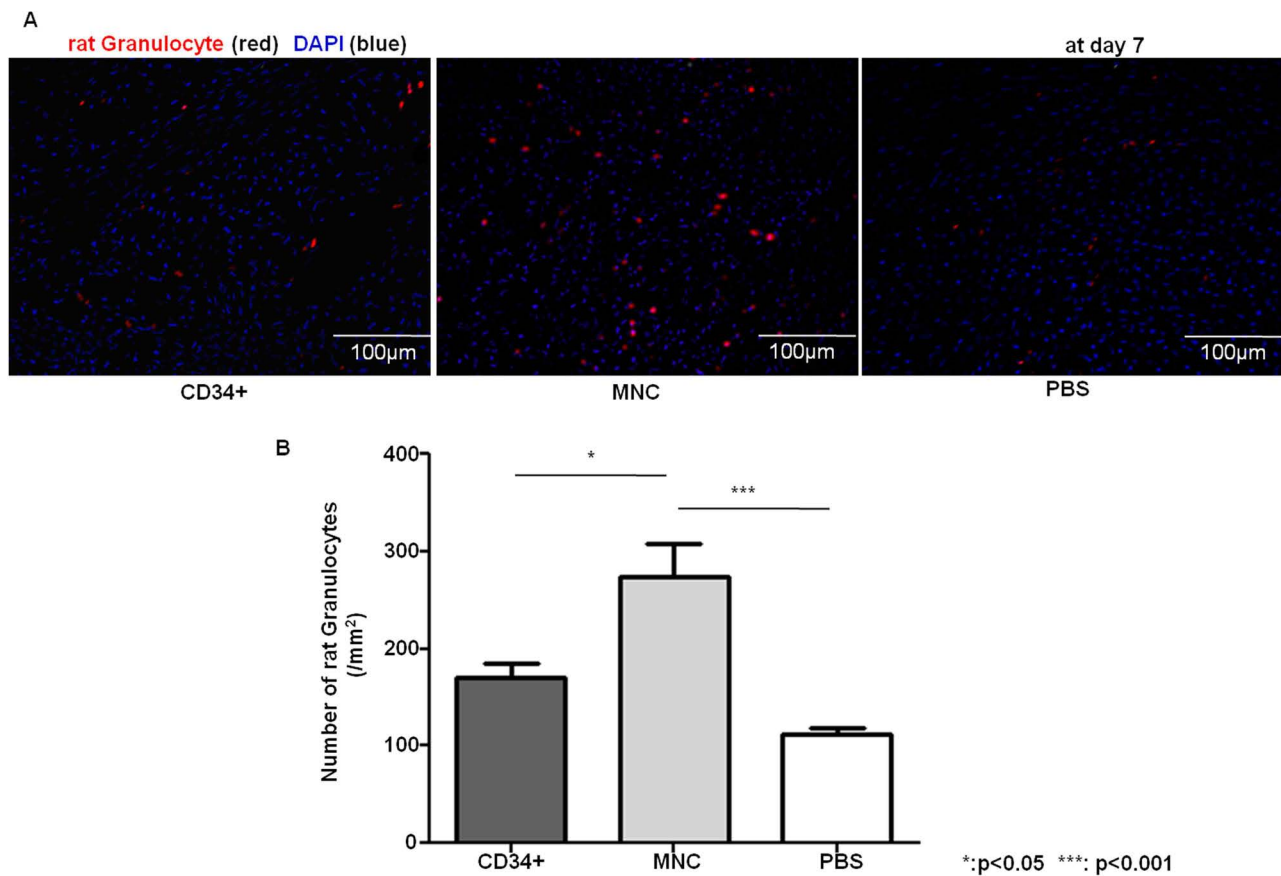 A
rat Granulocyte (red) DAPI (blue) at day 7
100μm 100μm 100μm
CD34+ MNC PBS
B
400
300
200
100
0
Number of rat Granulocytes
(/mm²)
*
***
CD34+ MNC PBS
*:p<0.05 ***: p<0.001